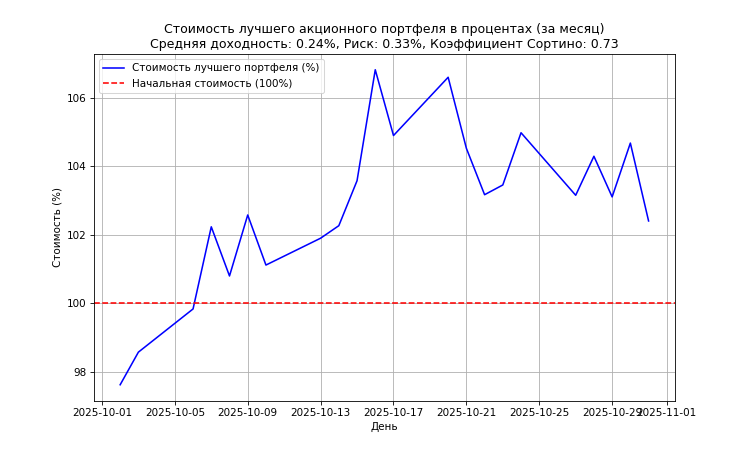 Стоимость лучшего акционного портфеля в процентах (за месяц)
Средняя доходность: 0.24%, Риск: 0.33%, Коэффициент Сортино: 0.73
Стоимость лучшего портфеля (%)
Начальная стоимость (100%)
Стоимость (%)
106
104
102
100
98
2025-10-01 2025-10-05 2025-10-09 2025-10-13 2025-10-17 2025-10-21 2025-10-25 2025-10-29 2025-11-01
День